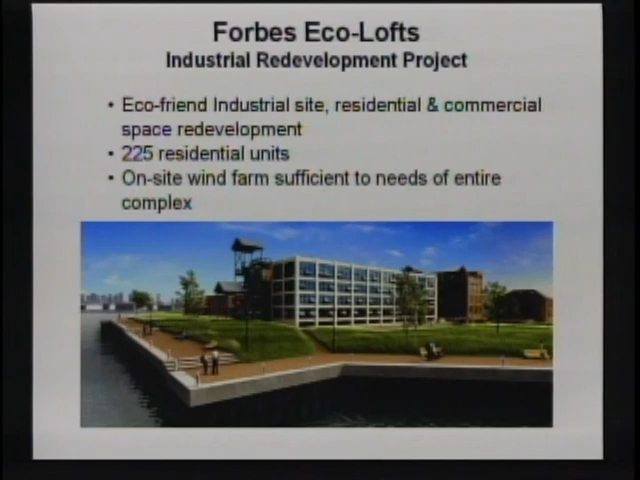 Forbes Eco-Lofts
Industrial Redevelopment Project
• Eco-friend Industrial site, residential & commercial
space redevelopment
• 225 residential units
• On-site wind farm sufficient to needs of entire
complex